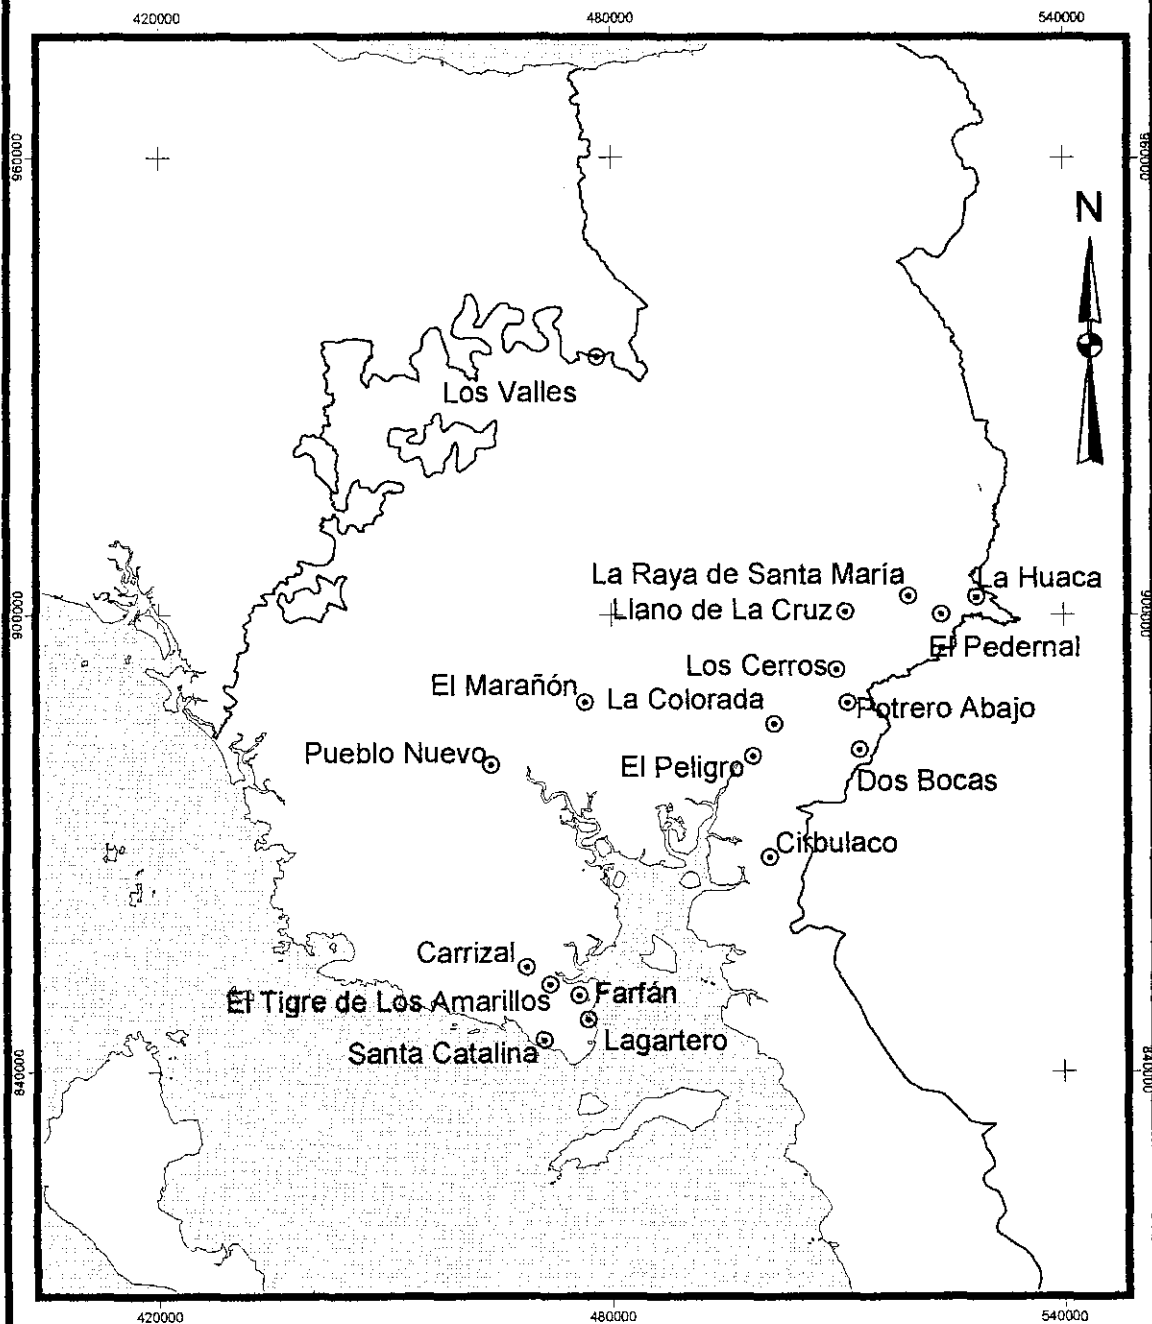 420000
480000
540000
960000
960000
N
Los Valles
La Raya de Santa María
La Huaca
Llano de La Cruz
900000
900000
El Pedernal
Los Cerros
El Marañón
La Colorada
Potrero Abajo
Pueblo Nuevo
El Peligro
Dos Bocas
Cirbulaco
Carrizal
El Tigre de Los Amarillos
Farfán
Lagartero
Santa Catalina
840000
840000
420000
480000
540000